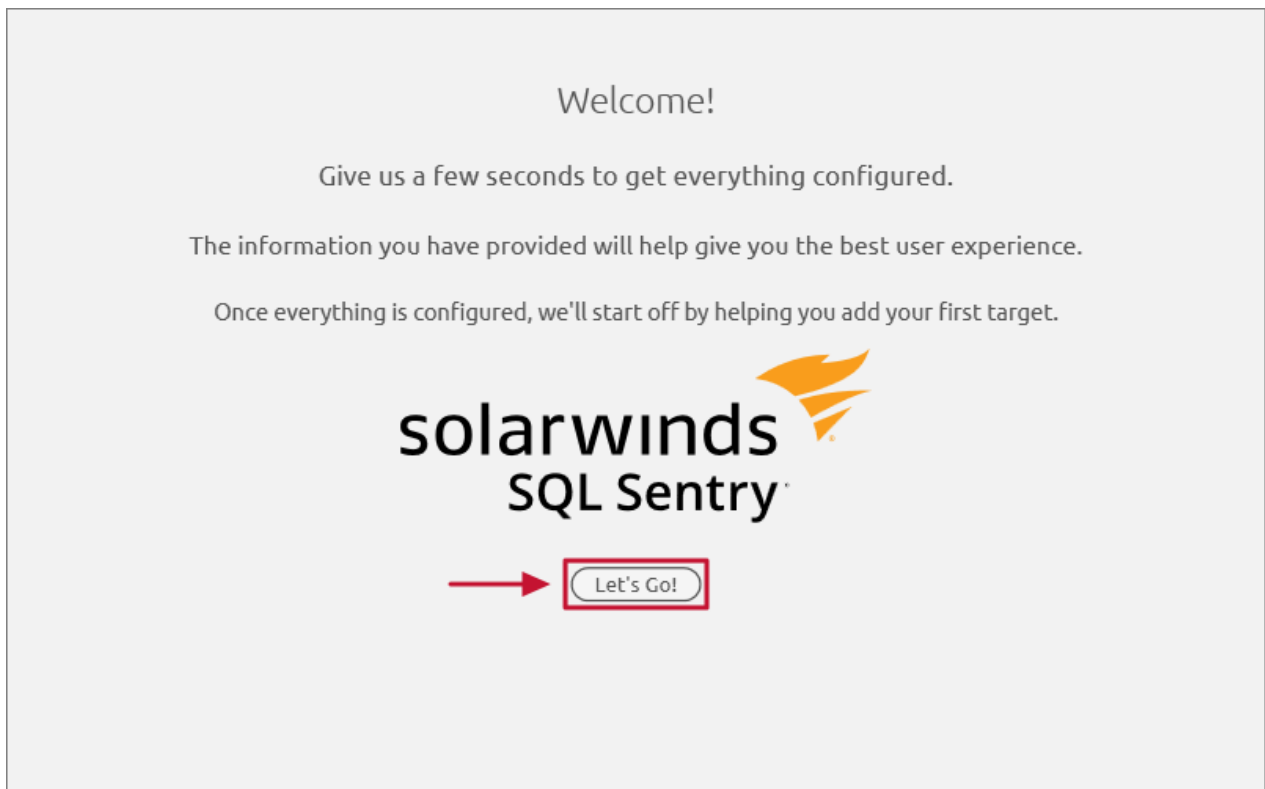 Welcome!
Give us a few seconds to get everything configured.
The information you have provided will help give you the best user experience.
Once everything is configured, we'll start off by helping you add your first target.
solarwinds
SQL Sentry
Let's Go!